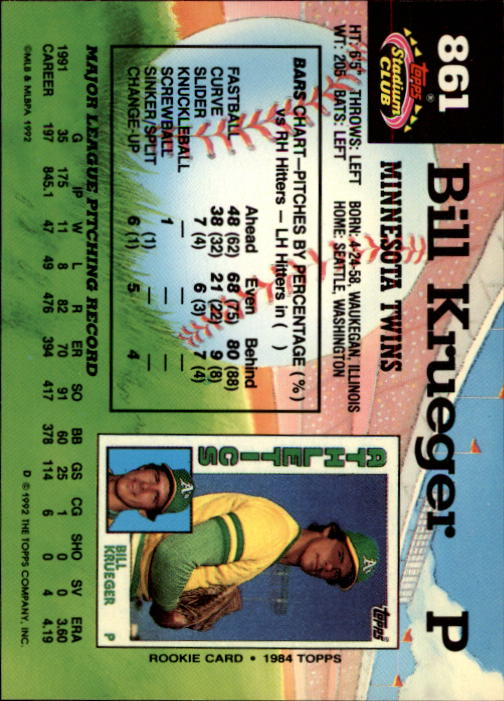 861
Topps®
Stadium
CLUB
Bill Krueger P
MINNESOTA TWINS
HT: 6'5" THROWS: LEFT BORN: 4-24-58, WAUKEGAN, ILLINOIS
WT: 205 BATS: LEFT HOME: SEATTLE, WASHINGTON
BARS CHART—PITCHES BY PERCENTAGE (%)
vs RH Hitters — LH Hitters in ( )
Ahead Even Behind
FASTBALL 48 (62) 68 (75) 80 (88)
CURVE 38 (32) 21 (22) 9 (8)
SLIDER 7 (4) 6 (3) 7 (4)
KNUCKLEBALL — — —
SCREWBALL 1 — —
SINKER/SPLIT (1) — —
CHANGE-UP 6 (1) 5 4
ATHLETICS
Topps
A's
A's
BILL
KRUEGER P
ROOKIE CARD • 1984 TOPPS
MAJOR LEAGUE PITCHING RECORD
G IP W L R ER SO BB GS CG SHO SV ERA
1991 35 175 11 8 82 70 91 60 25 1 0 0 3.60
CAREER 197 845.1 47 49 476 394 417 378 114 6 0 4 4.19
©MLB & MLBPA 1992 D © 1992 THE TOPPS COMPANY, INC.